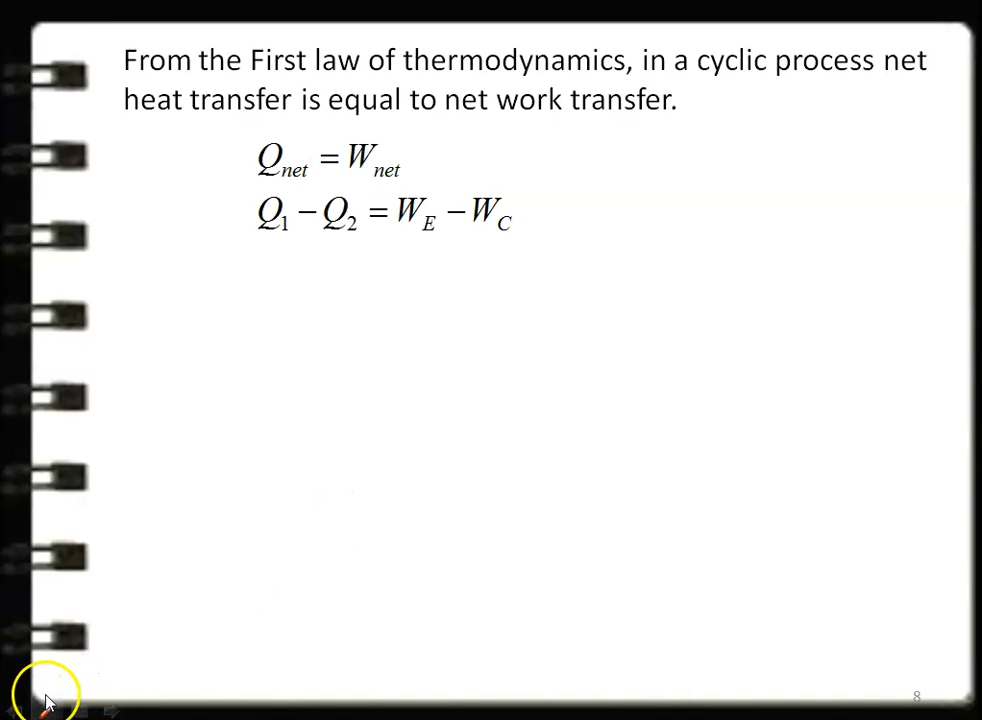 From the First law of thermodynamics, in a cyclic process net
heat transfer is equal to net work transfer.
Q_net = W_net
Q_1 − Q_2 = W_E − W_C
8